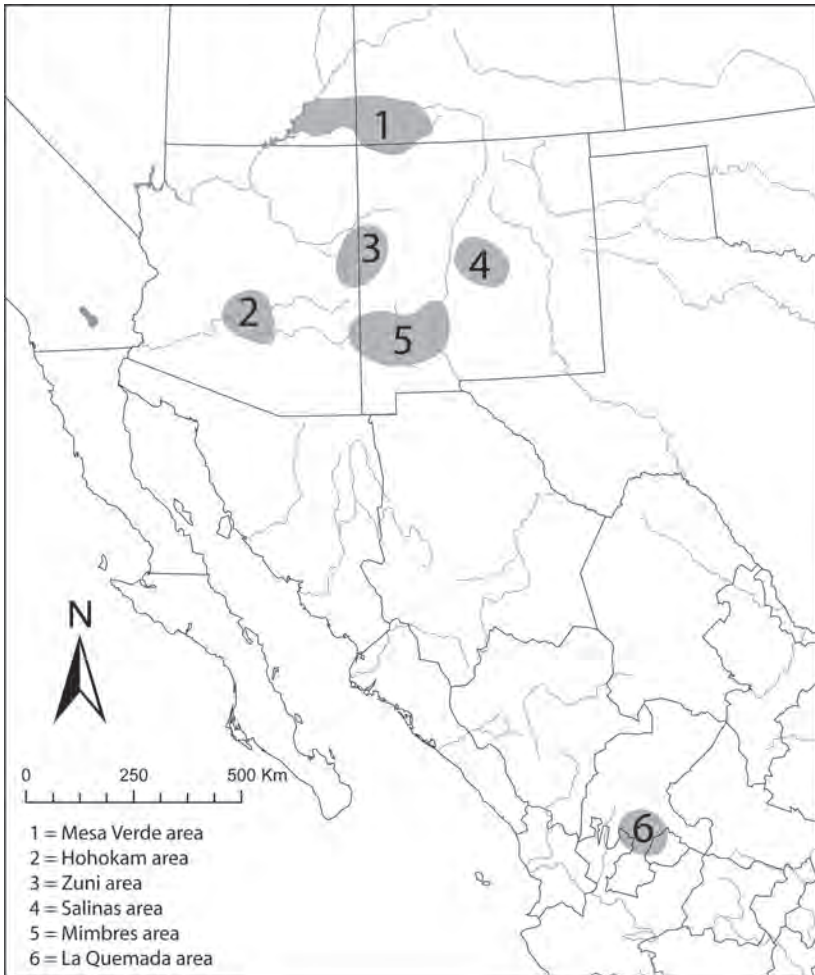 1
3
4
2
5
N
0 250 500 Km
6
1 = Mesa Verde area
2 = Hohokam area
3 = Zuni area
4 = Salinas area
5 = Mimbres area
6 = La Quemada area